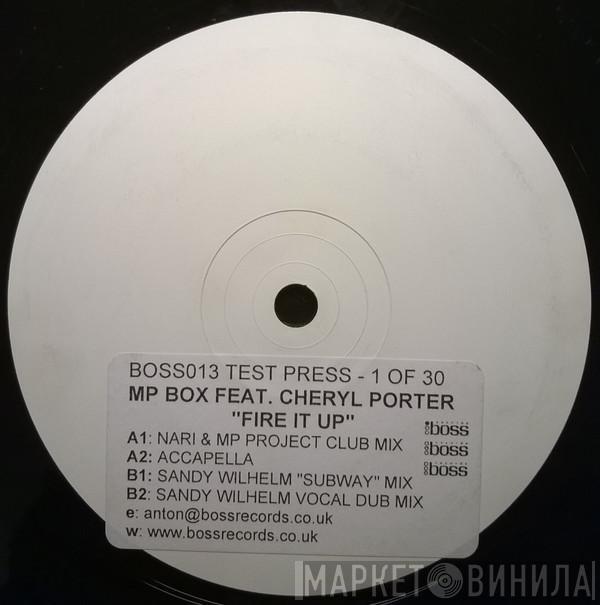 BOSS013 TEST PRESS - 1 OF 30
MP BOX FEAT. CHERYL PORTER
"FIRE IT UP"
A1: NARI & MP PROJECT CLUB MIX
A2: ACCAPELLA
B1: SANDY WILHELM "SUBWAY" MIX
B2: SANDY WILHELM VOCAL DUB MIX
e: anton@bossrecords.co.uk
w: www.bossrecords.co.uk
boss
boss
boss
МАРКЕТ ВИНИЛА